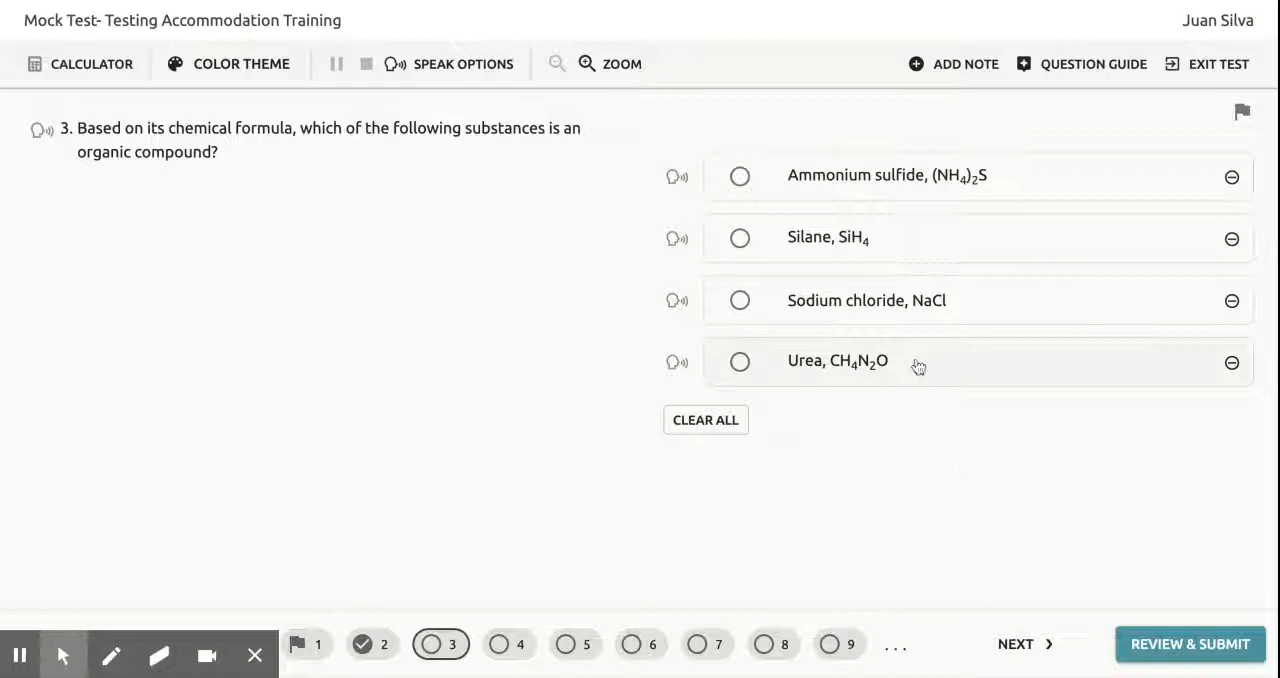 Mock Test- Testing Accommodation Training
Juan Silva
CALCULATOR
COLOR THEME
SPEAK OPTIONS
ZOOM
ADD NOTE
QUESTION GUIDE
EXIT TEST
3. Based on its chemical formula, which of the following substances is an
organic compound?
Ammonium sulfide, (NH₄)₂S
Silane, SiH₄
Sodium chloride, NaCl
Urea, CH₄N₂O
CLEAR ALL
1
2
3
4
5
6
7
8
9
...
NEXT
REVIEW & SUBMIT